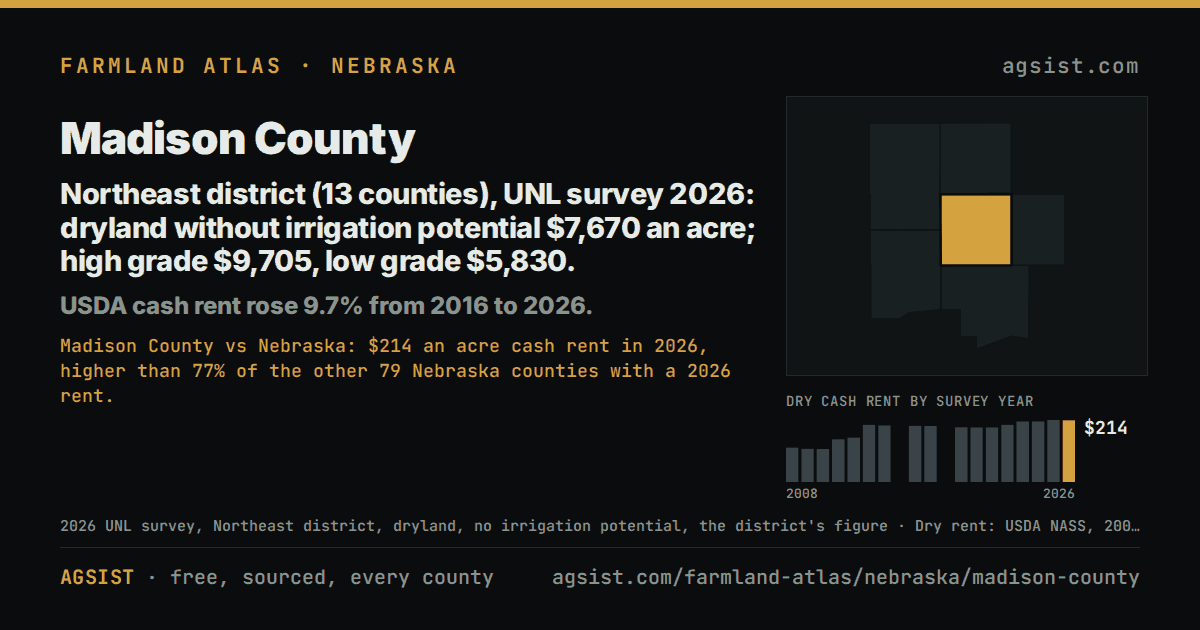 FARMLAND ATLAS · NEBRASKA
agsist.com
Madison County
Northeast district (13 counties), UNL survey 2026:
dryland without irrigation potential $7,670 an acre;
high grade $9,705, low grade $5,830.
USDA cash rent rose 9.7% from 2016 to 2026.
Madison County vs Nebraska: $214 an acre cash rent in 2026,
higher than 77% of the other 79 Nebraska counties with a 2026
rent.
DRY CASH RENT BY SURVEY YEAR
$214
2008 2026
2026 UNL survey, Northeast district, dryland, no irrigation potential, the district's figure · Dry rent: USDA NASS, 200…
AGSIST · free, sourced, every county
agsist.com/farmland-atlas/nebraska/madison-county